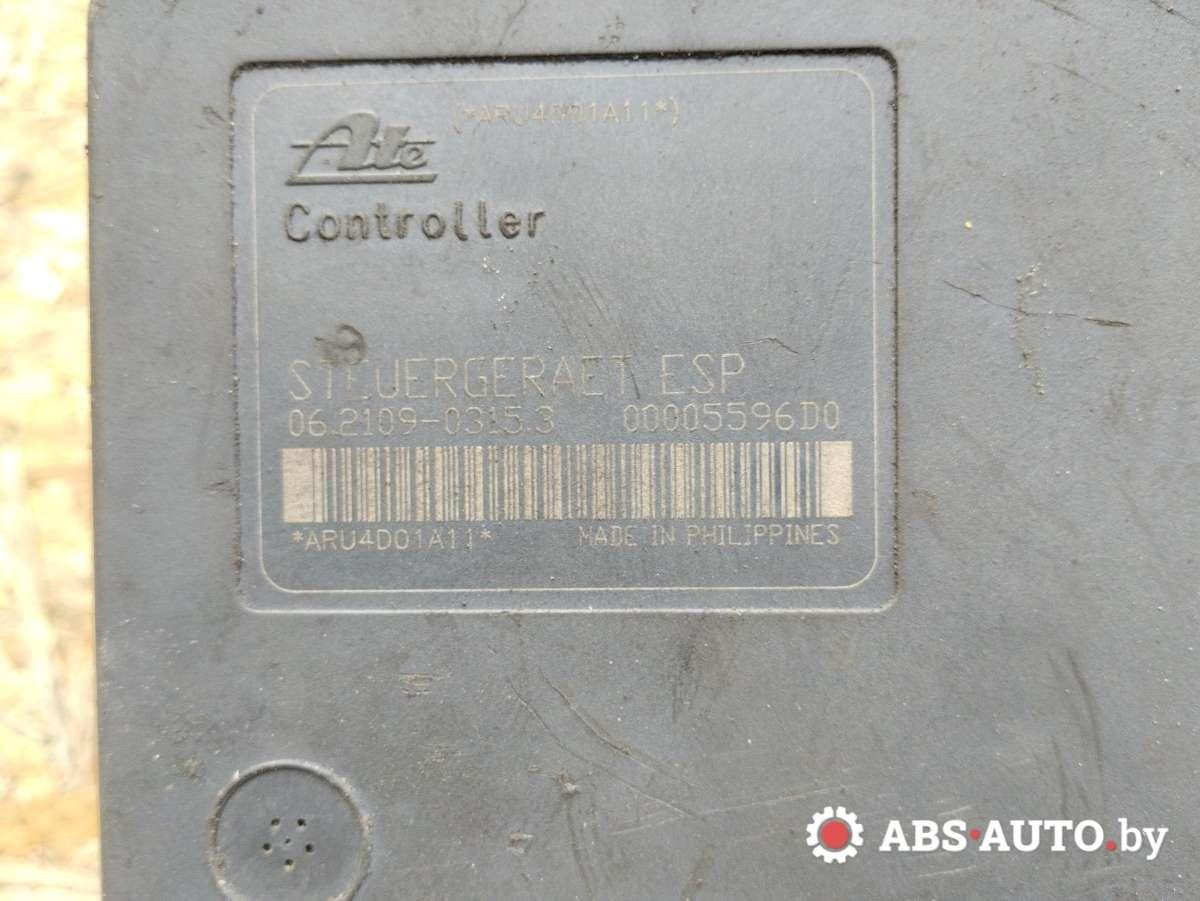 (*ARU4D01A11*)
Ate
Controller
STEUERGERAET ESP
06.2109-0315.3 00005596D0
*ARU4D01A11* MADE IN PHILIPPINES
ABS·AUTO.by